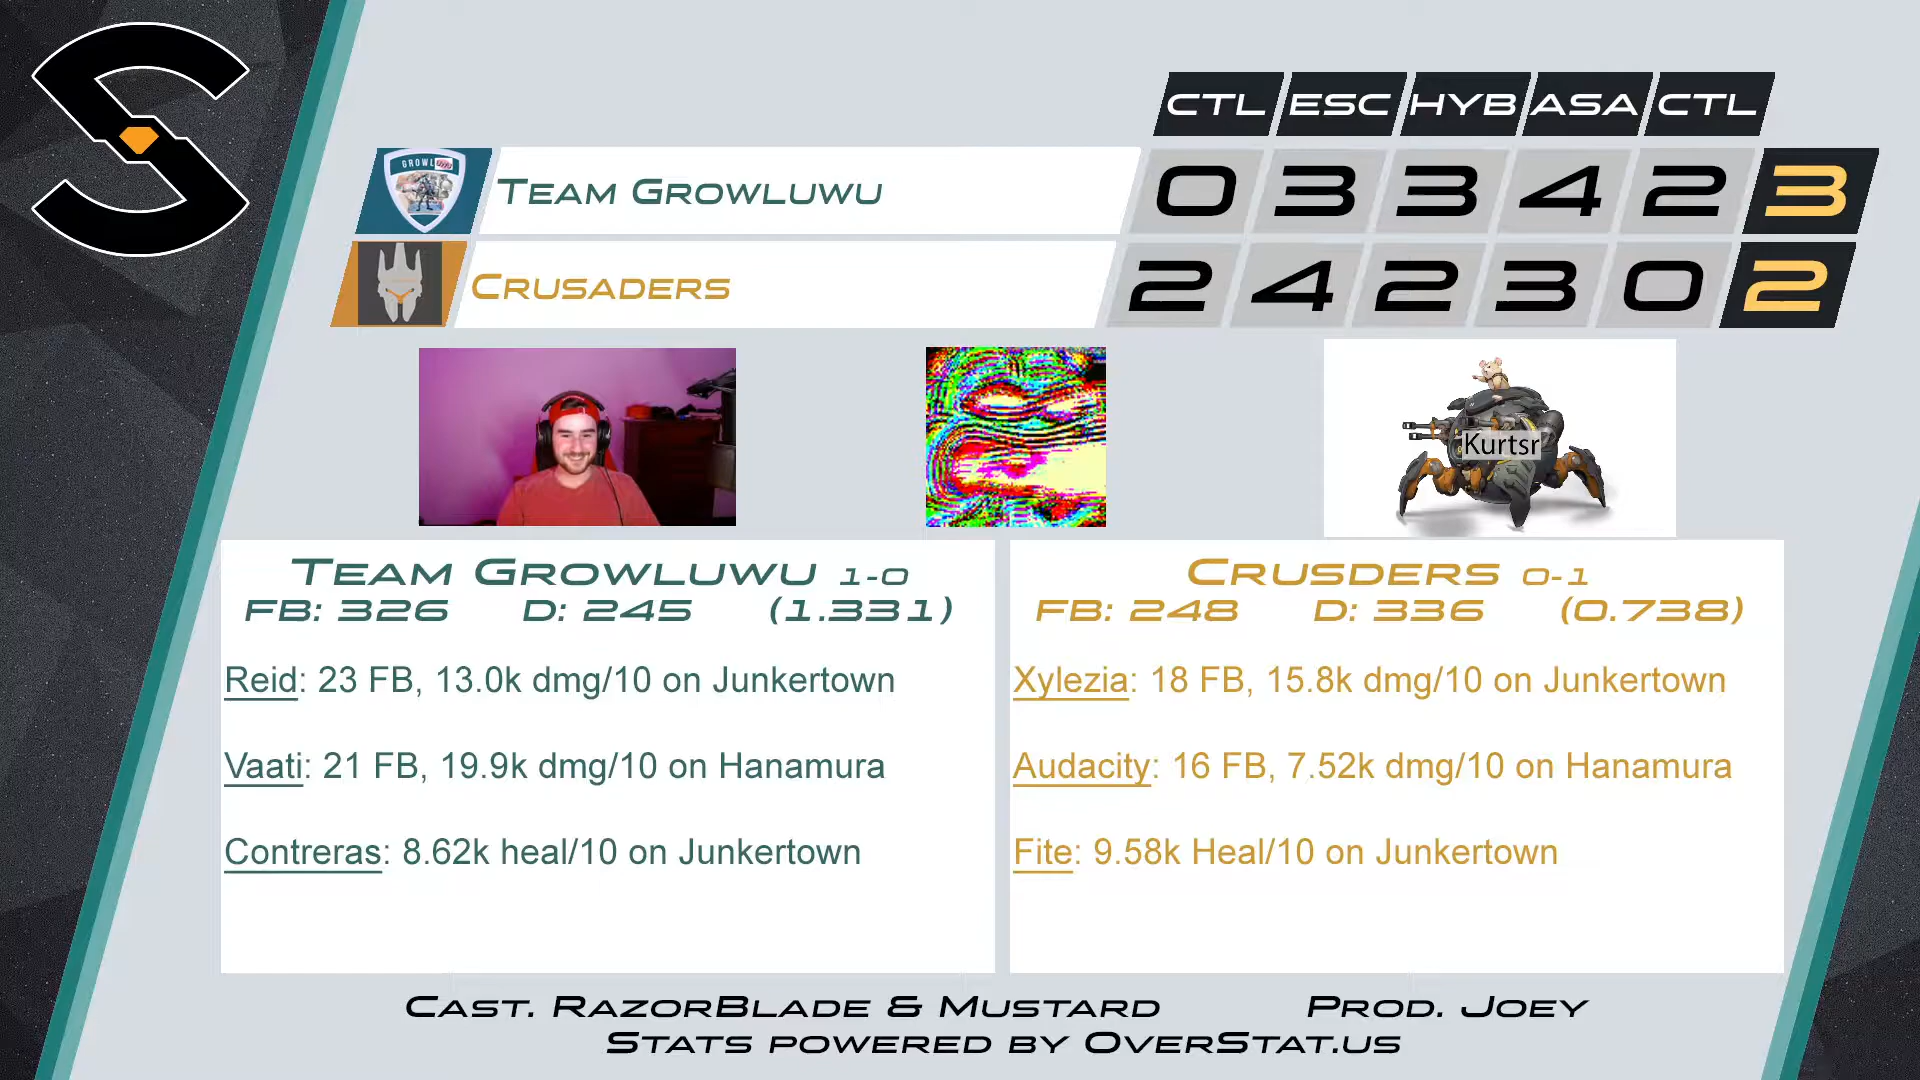 CTL ESC HYB ASA CTL
GROWLUWU
TEAM GROWLUWU 0 3 3 4 2 3
CRUSADERS 2 4 2 3 0 2
Kurtsr
TEAM GROWLUWU 1-0
FB: 326 D: 245 (1.331)
Reid: 23 FB, 13.0k dmg/10 on Junkertown
Vaati: 21 FB, 19.9k dmg/10 on Hanamura
Contreras: 8.62k heal/10 on Junkertown
CRUSDERS 0-1
FB: 248 D: 336 (0.738)
Xylezia: 18 FB, 15.8k dmg/10 on Junkertown
Audacity: 16 FB, 7.52k dmg/10 on Hanamura
Fite: 9.58k Heal/10 on Junkertown
CAST. RAZORBLADE & MUSTARD PROD. JOEY
STATS POWERED BY OVERSTAT.US